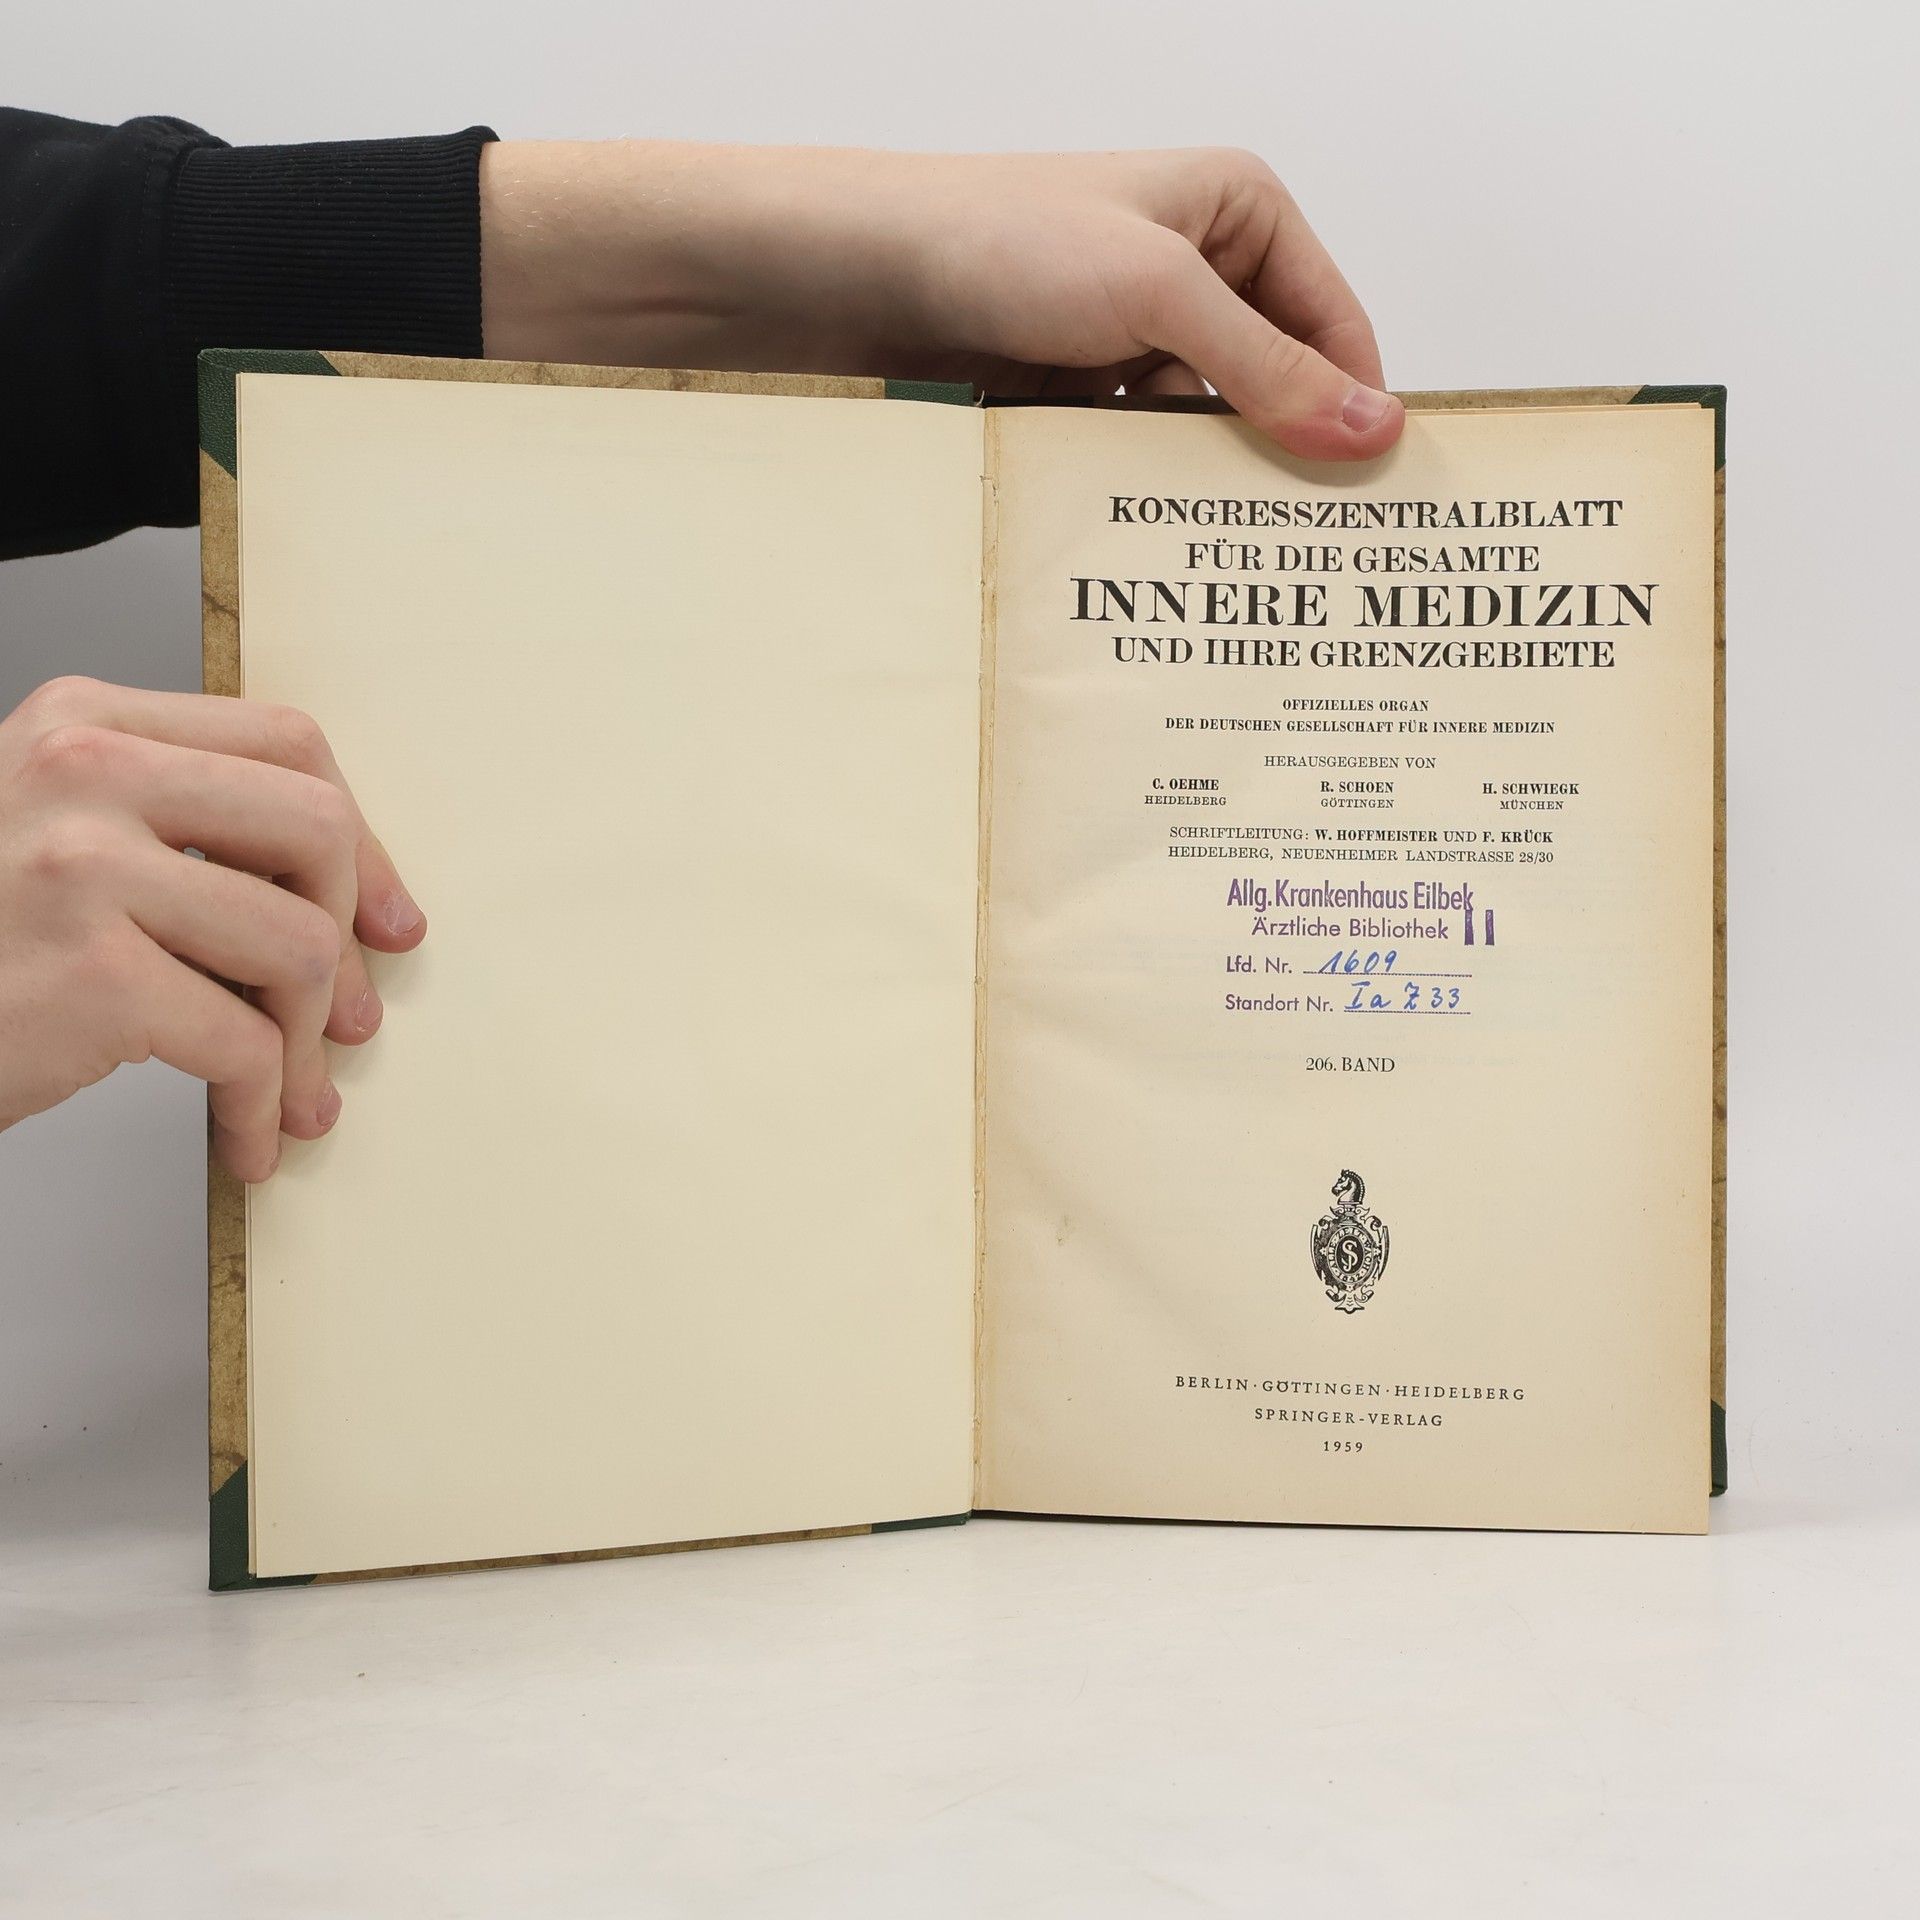 KONGRESSZENTRALBLATT
FÜR DIE GESAMTE
INNERE MEDIZIN
UND IHRE GRENZGEBIETE
OFFIZIELLES ORGAN
DER DEUTSCHEN GESELLSCHAFT FÜR INNERE MEDIZIN
HERAUSGEGEBEN VON
C. OEHME R. SCHOEN H. SCHWIEGK
HEIDELBERG GÖTTINGEN MÜNCHEN
SCHRIFTLEITUNG: W. HOFFMEISTER UND F. KRÜCK
HEIDELBERG, NEUENHEIMER LANDSTRASSE 28/30
Allg. Krankenhaus Eilbek
Ärztliche Bibliothek II
Lfd. Nr. 1609
Standort Nr. Ia Z 33
206. BAND
BERLIN · GÖTTINGEN · HEIDELBERG
SPRINGER-VERLAG
1959